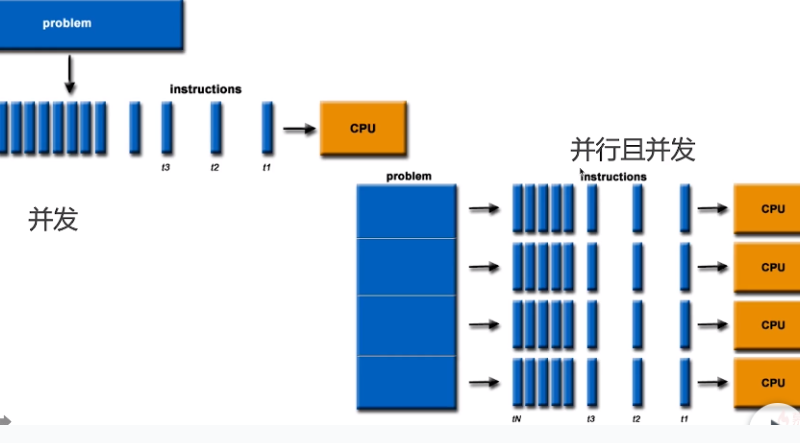 problem
instructions
CPU
t3 t2 t1
并发
并行且并发
problem
instructions
CPU
CPU
CPU
CPU
tN t3 t2 t1